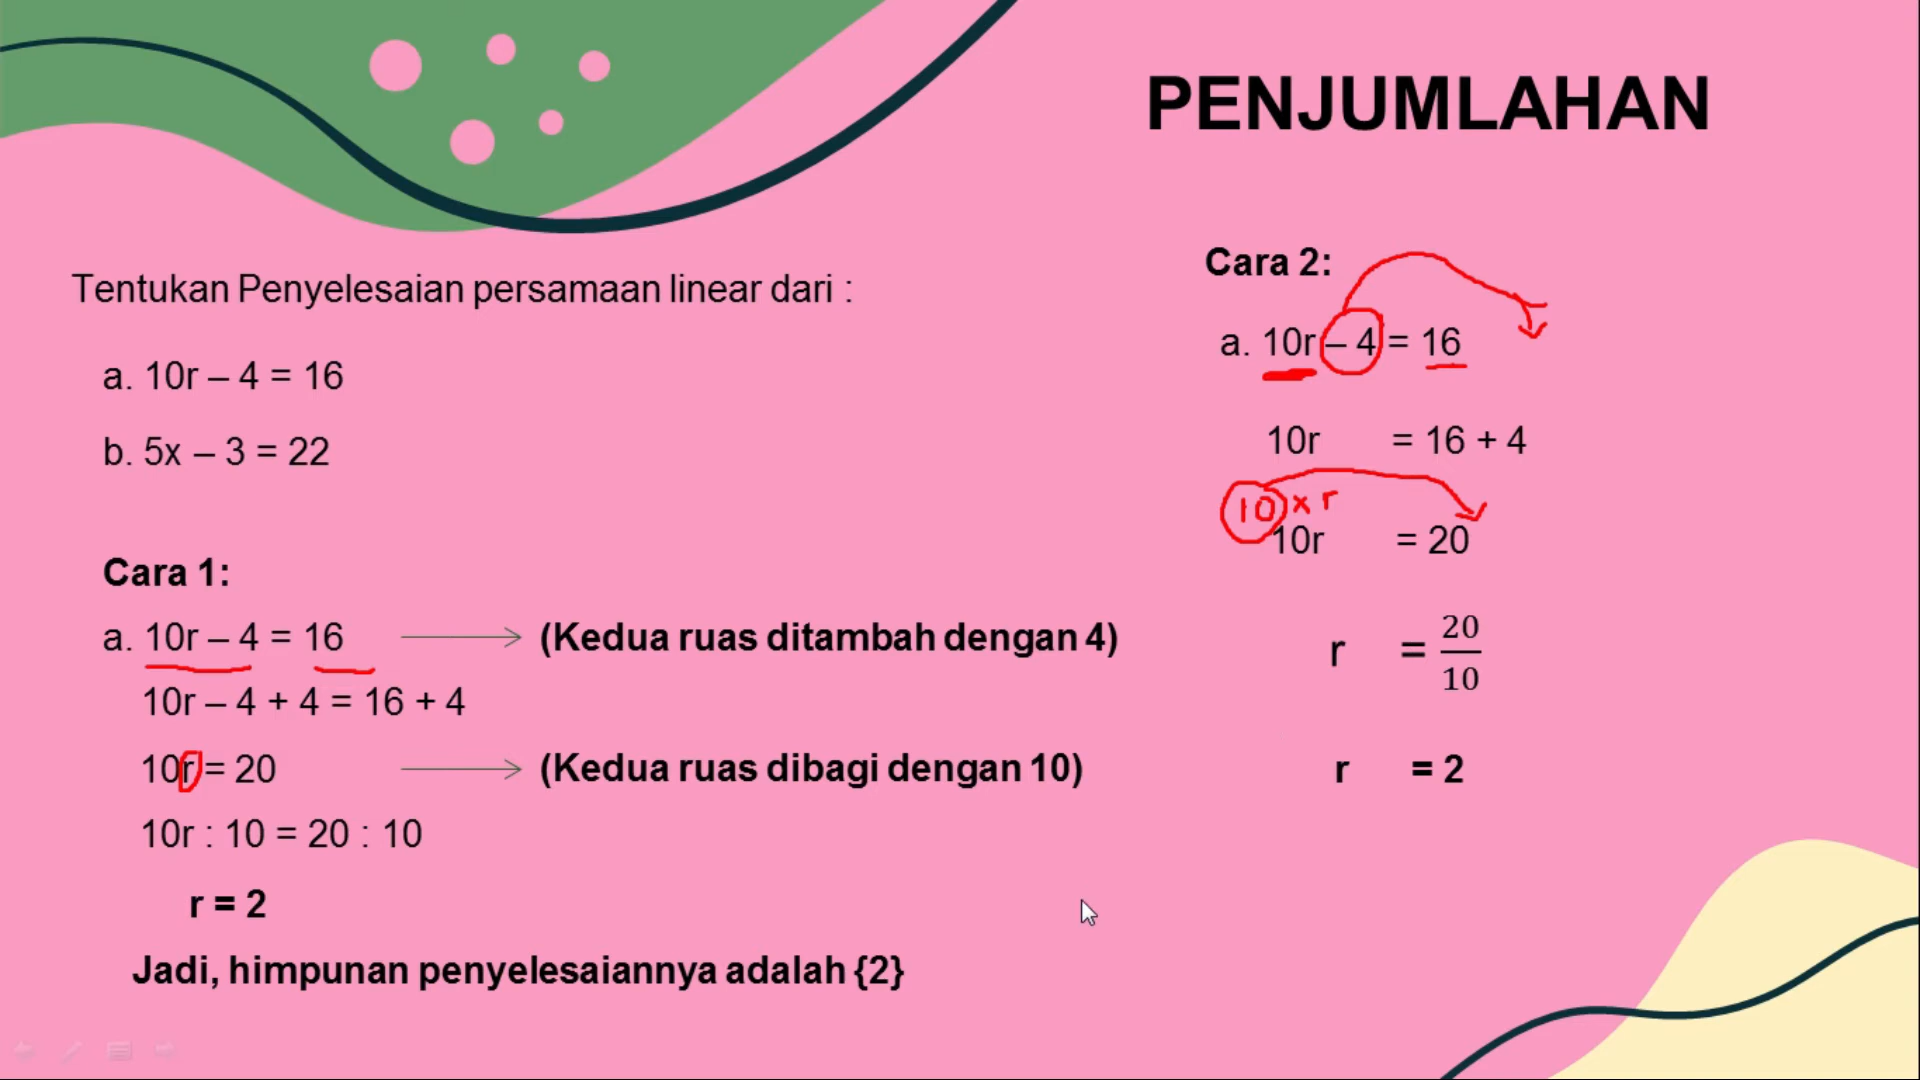 PENJUMLAHAN
Tentukan Penyelesaian persamaan linear dari :
a. 10r – 4 = 16
b. 5x – 3 = 22
Cara 1:
a. 10r – 4 = 16 (Kedua ruas ditambah dengan 4)
10r – 4 + 4 = 16 + 4
10r = 20 (Kedua ruas dibagi dengan 10)
10r : 10 = 20 : 10
r = 2
Jadi, himpunan penyelesaiannya adalah {2}
Cara 2:
a. 10r – 4 = 16
10r = 16 + 4
10 x r
10r = 20
r = 20/10
r = 2